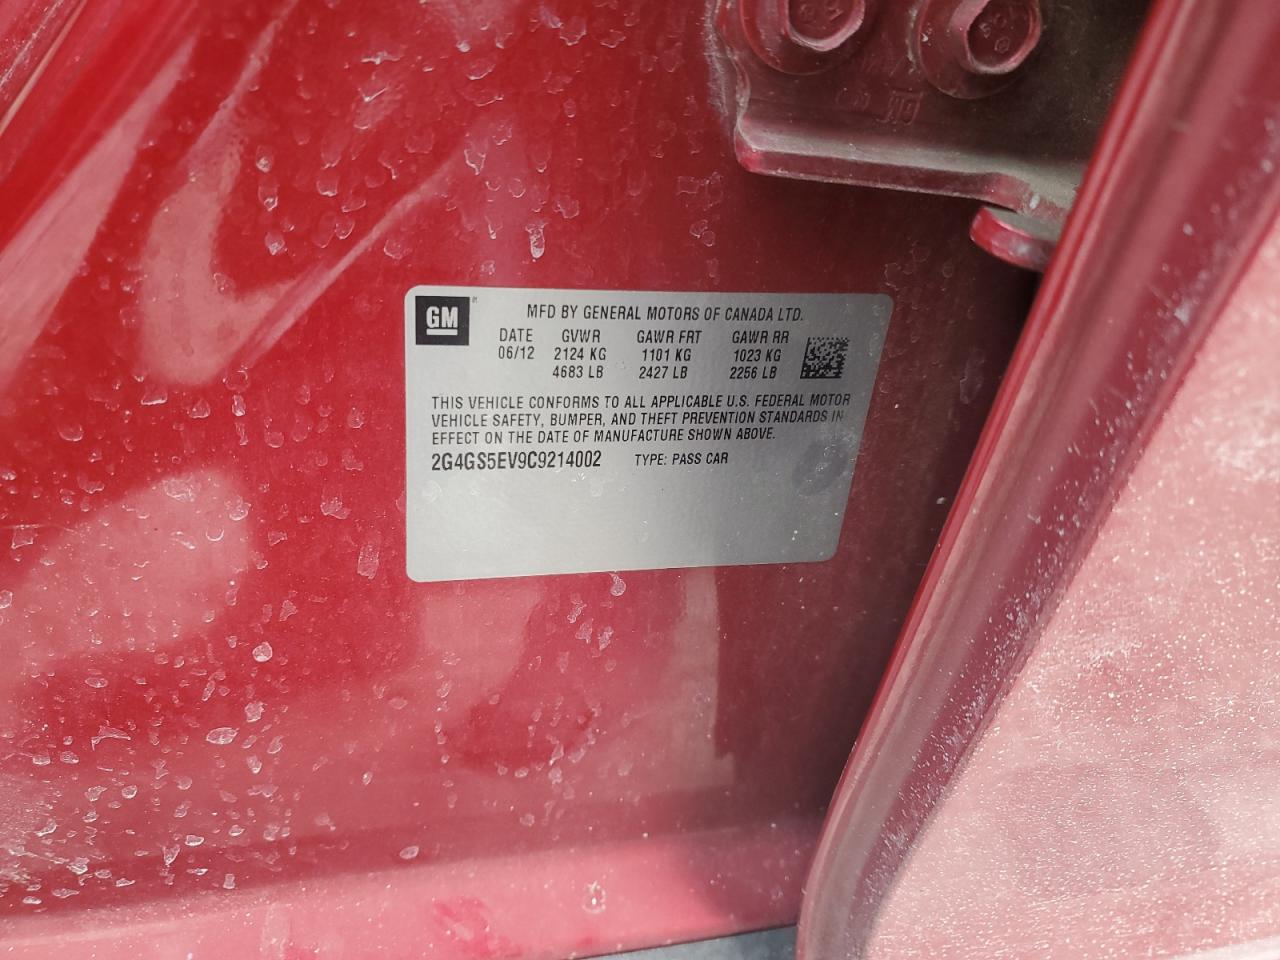 GM
MFD BY GENERAL MOTORS OF CANADA LTD.
DATE GVWR GAWR FRT GAWR RR
06/12 2124 KG 1101 KG 1023 KG
4683 LB 2427 LB 2256 LB
THIS VEHICLE CONFORMS TO ALL APPLICABLE U.S. FEDERAL MOTOR
VEHICLE SAFETY, BUMPER, AND THEFT PREVENTION STANDARDS IN
EFFECT ON THE DATE OF MANUFACTURE SHOWN ABOVE.
2G4GS5EV9C9214002 TYPE: PASS CAR